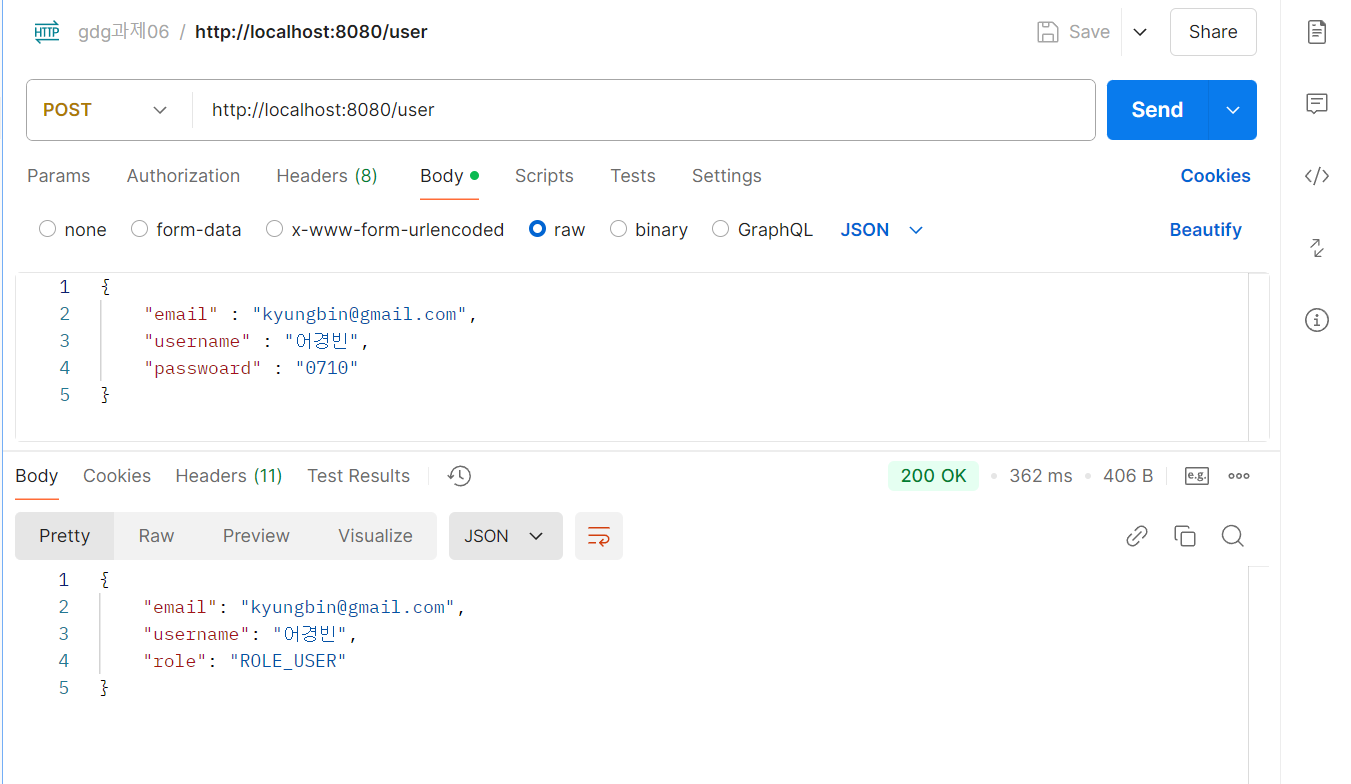 HTTP gdg과제06 / http://localhost:8080/user Save Share
POST http://localhost:8080/user Send
Params Authorization Headers (8) Body Scripts Tests Settings Cookies
none form-data x-www-form-urlencoded raw binary GraphQL JSON Beautify
1 {
2 "email" : "kyungbin@gmail.com",
3 "username" : "어경빈",
4 "passwoard" : "0710"
5 }
Body Cookies Headers (11) Test Results 200 OK 362 ms 406 B e.g.
Pretty Raw Preview Visualize JSON
1 {
2 "email": "kyungbin@gmail.com",
3 "username": "어경빈",
4 "role": "ROLE_USER"
5 }